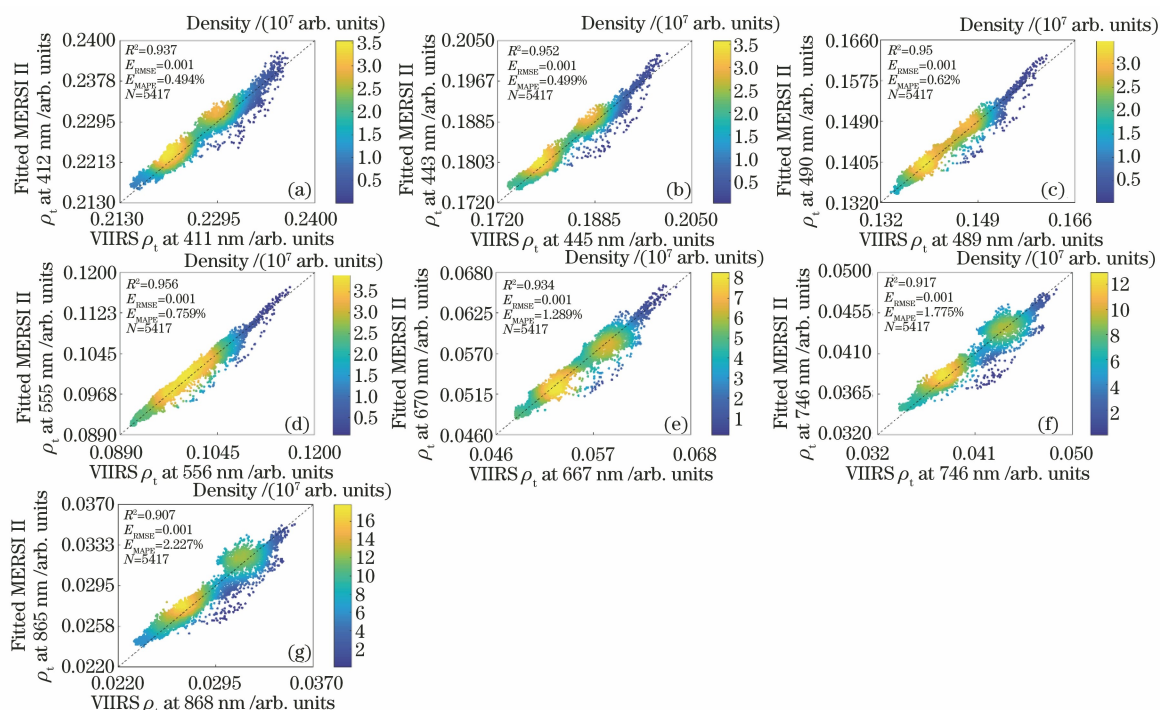 Density /(10⁷ arb. units)
Fitted MERSI II
ρt at 412 nm /arb. units
0.2400
0.2378
0.2295
0.2213
0.2130
R²=0.937
E_RMSE=0.001
E_MAPE=0.494%
N=5417
(a)
3.5
3.0
2.5
2.0
1.5
1.0
0.5
0.2130 0.2295 0.2400
VIIRS ρt at 411 nm /arb. units
Density /(10⁷ arb. units)
Fitted MERSI II
ρt at 443 nm /arb. units
0.2050
0.1967
0.1885
0.1803
0.1720
R²=0.952
E_RMSE=0.001
E_MAPE=0.499%
N=5417
(b)
3.5
3.0
2.5
2.0
1.5
1.0
0.5
0.1720 0.1885 0.2050
VIIRS ρt at 445 nm /arb. units
Density /(10⁷ arb. units)
Fitted MERSI II
ρt at 490 nm /arb. units
0.1660
0.1575
0.1490
0.1405
0.1320
R²=0.95
E_RMSE=0.001
E_MAPE=0.62%
N=5417
(c)
3.0
2.5
2.0
1.5
1.0
0.5
0.132 0.149 0.166
VIIRS ρt at 489 nm /arb. units
Density /(10⁷ arb. units)
Fitted MERSI II
ρt at 555 nm /arb. units
0.1200
0.1123
0.1045
0.0968
0.0890
R²=0.956
E_RMSE=0.001
E_MAPE=0.759%
N=5417
(d)
3.5
3.0
2.5
2.0
1.5
1.0
0.5
0.0890 0.1045 0.1200
VIIRS ρt at 556 nm /arb. units
Density /(10⁷ arb. units)
Fitted MERSI II
ρt at 670 nm /arb. units
0.0680
0.0625
0.0570
0.0515
0.0460
R²=0.934
E_RMSE=0.001
E_MAPE=1.289%
N=5417
(e)
8
7
6
5
4
3
2
1
0.046 0.057 0.068
VIIRS ρt at 667 nm /arb. units
Density /(10⁷ arb. units)
Fitted MERSI II
ρt at 746 nm /arb. units
0.0500
0.0455
0.0410
0.0365
0.0320
R²=0.917
E_RMSE=0.001
E_MAPE=1.775%
N=5417
(f)
12
10
8
6
4
2
0.032 0.041 0.050
VIIRS ρt at 746 nm /arb. units
Density /(10⁷ arb. units)
Fitted MERSI II
ρt at 865 nm /arb. units
0.0370
0.0333
0.0295
0.0258
0.0220
R²=0.907
E_RMSE=0.001
E_MAPE=2.227%
N=5417
(g)
16
14
12
10
8
6
4
2
0.0220 0.0295 0.0370
VIIRS ρt at 868 nm /arb. units